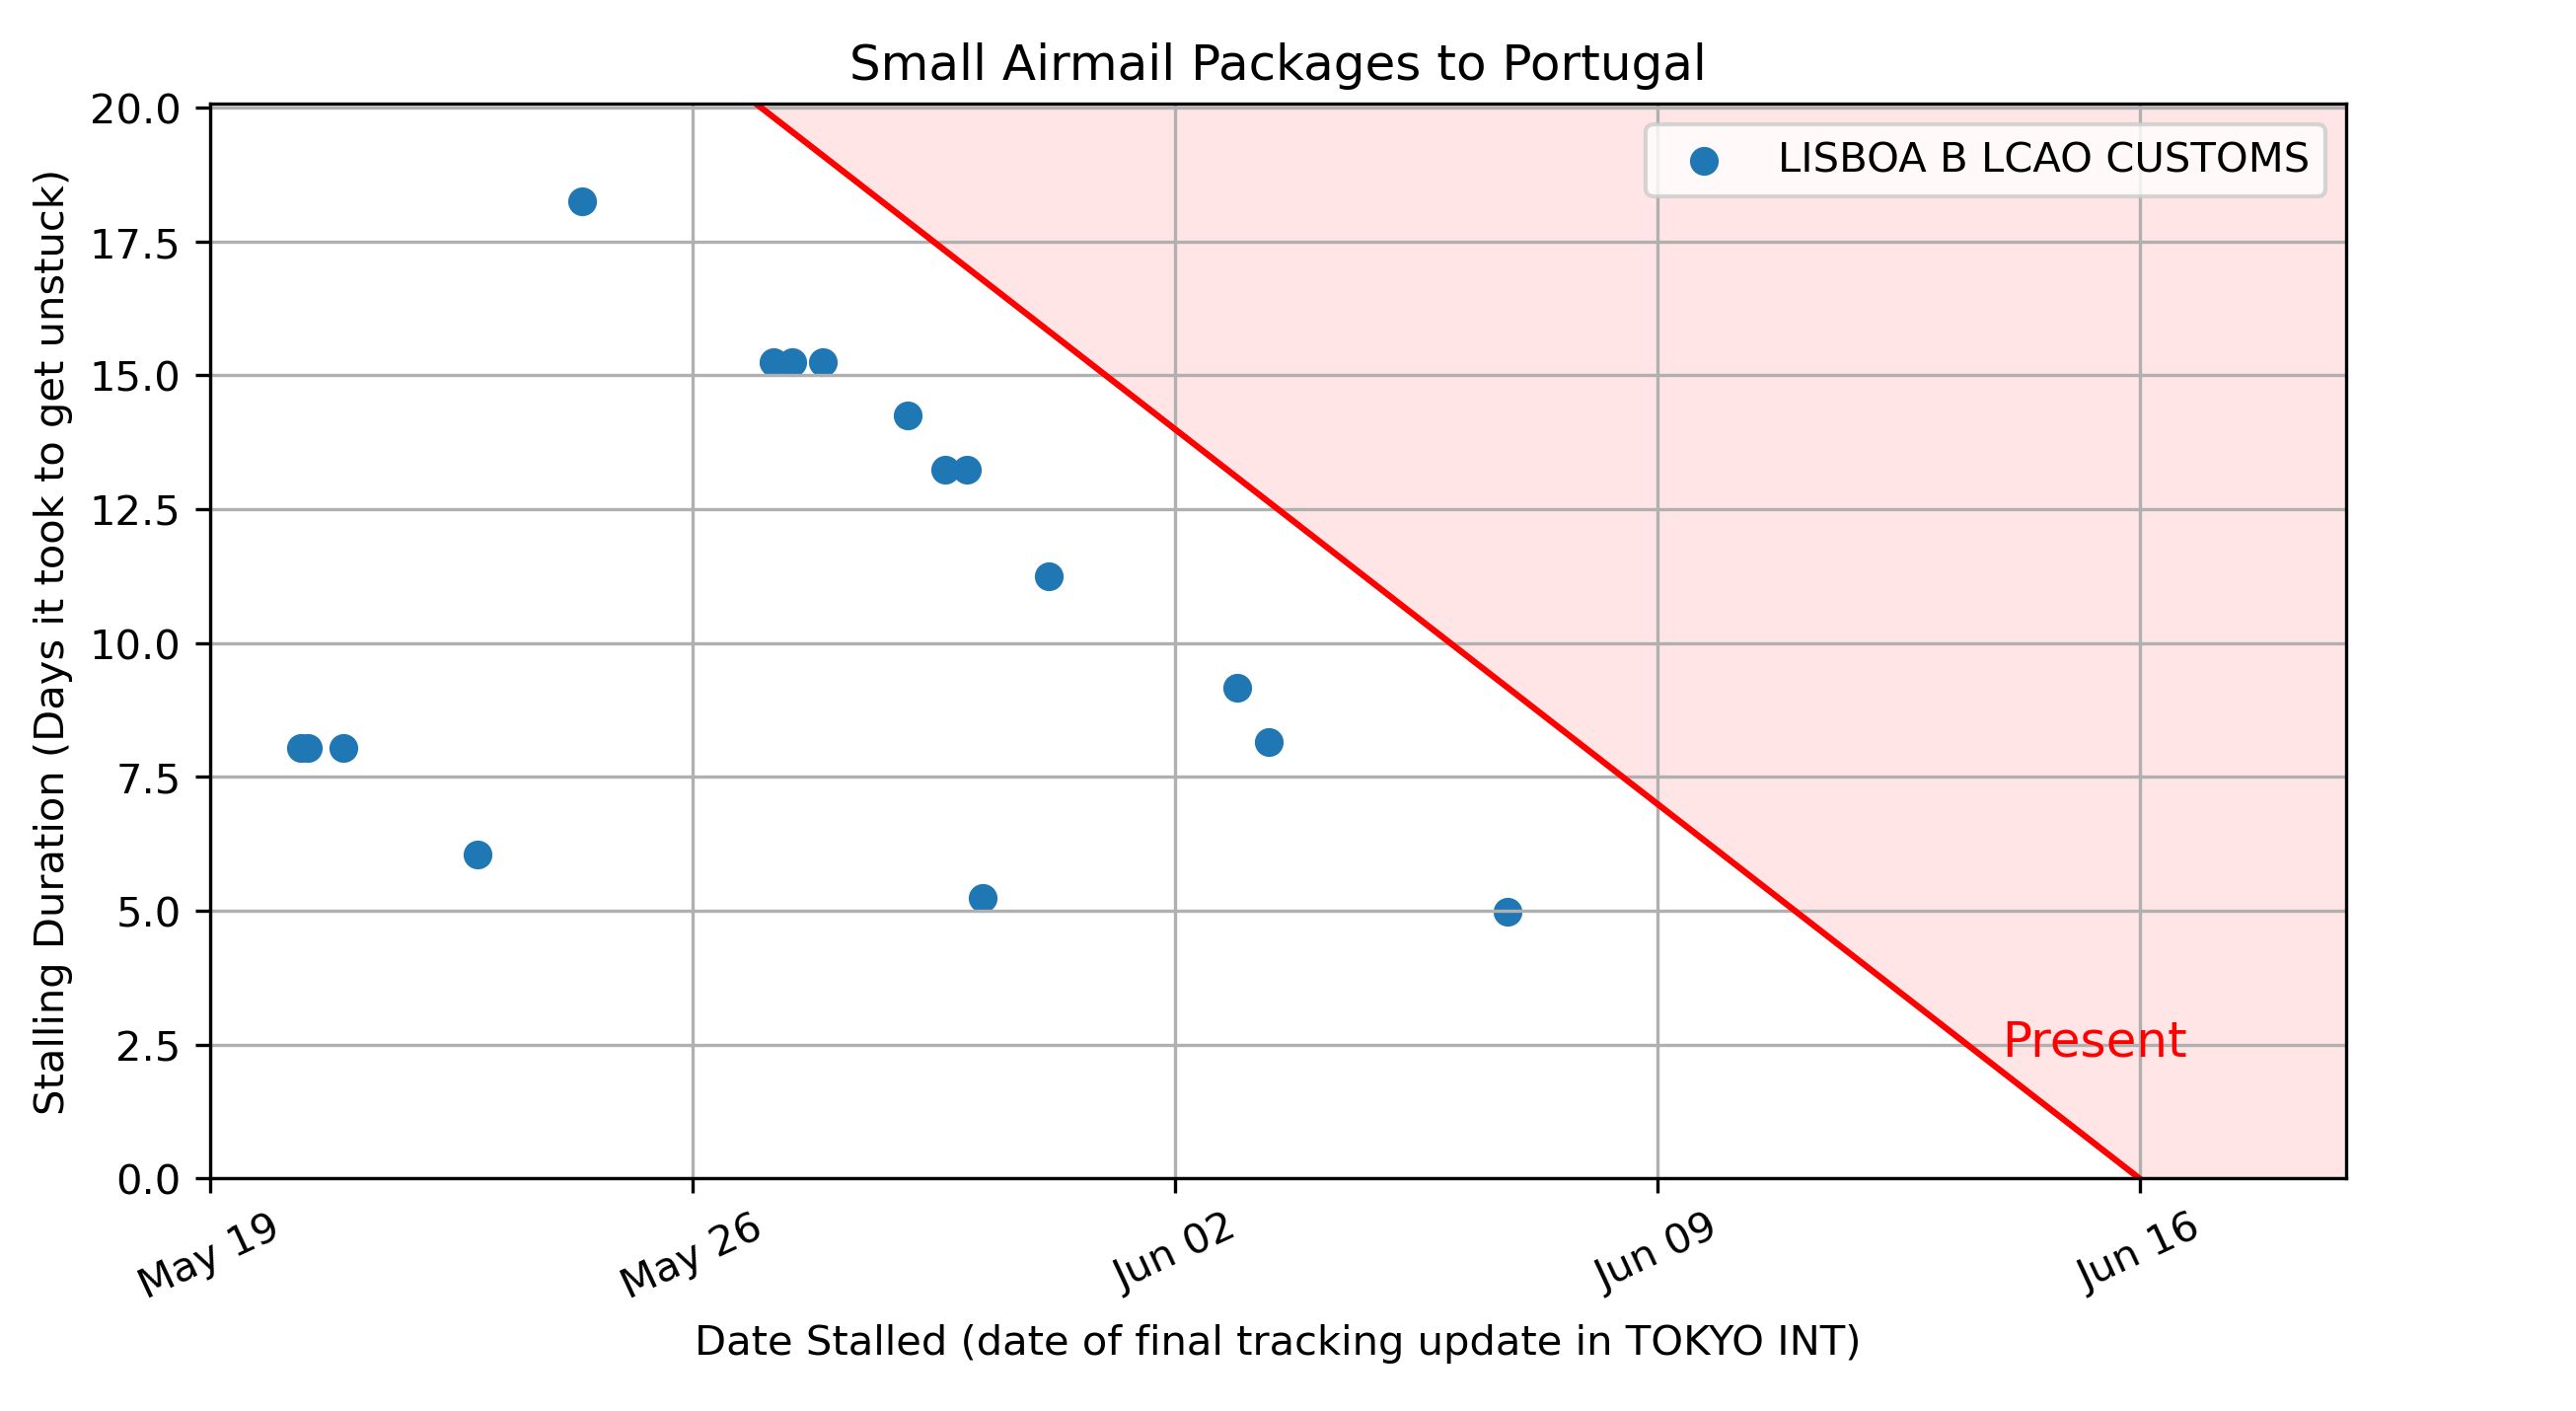 Small Airmail Packages to Portugal
LISBOA B LCAO CUSTOMS
Stalling Duration (Days it took to get unstuck)
20.0
17.5
15.0
12.5
10.0
7.5
5.0
2.5
0.0
Present
May 19
May 26
Jun 02
Jun 09
Jun 16
Date Stalled (date of final tracking update in TOKYO INT)